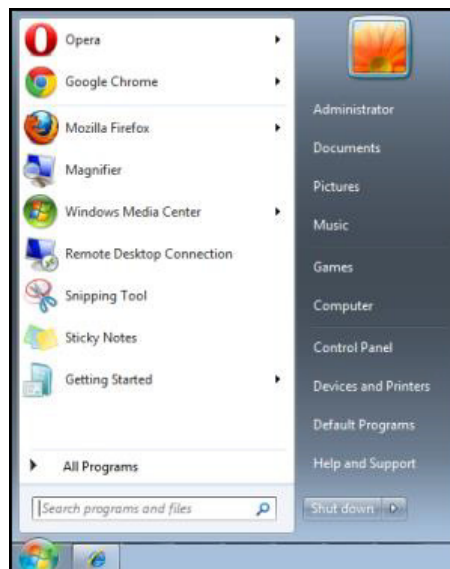 Opera
Google Chrome
Mozilla Firefox
Magnifier
Windows Media Center
Remote Desktop Connection
Snipping Tool
Sticky Notes
Getting Started
All Programs
Search programs and files
Administrator
Documents
Pictures
Music
Games
Computer
Control Panel
Devices and Printers
Default Programs
Help and Support
Shut down